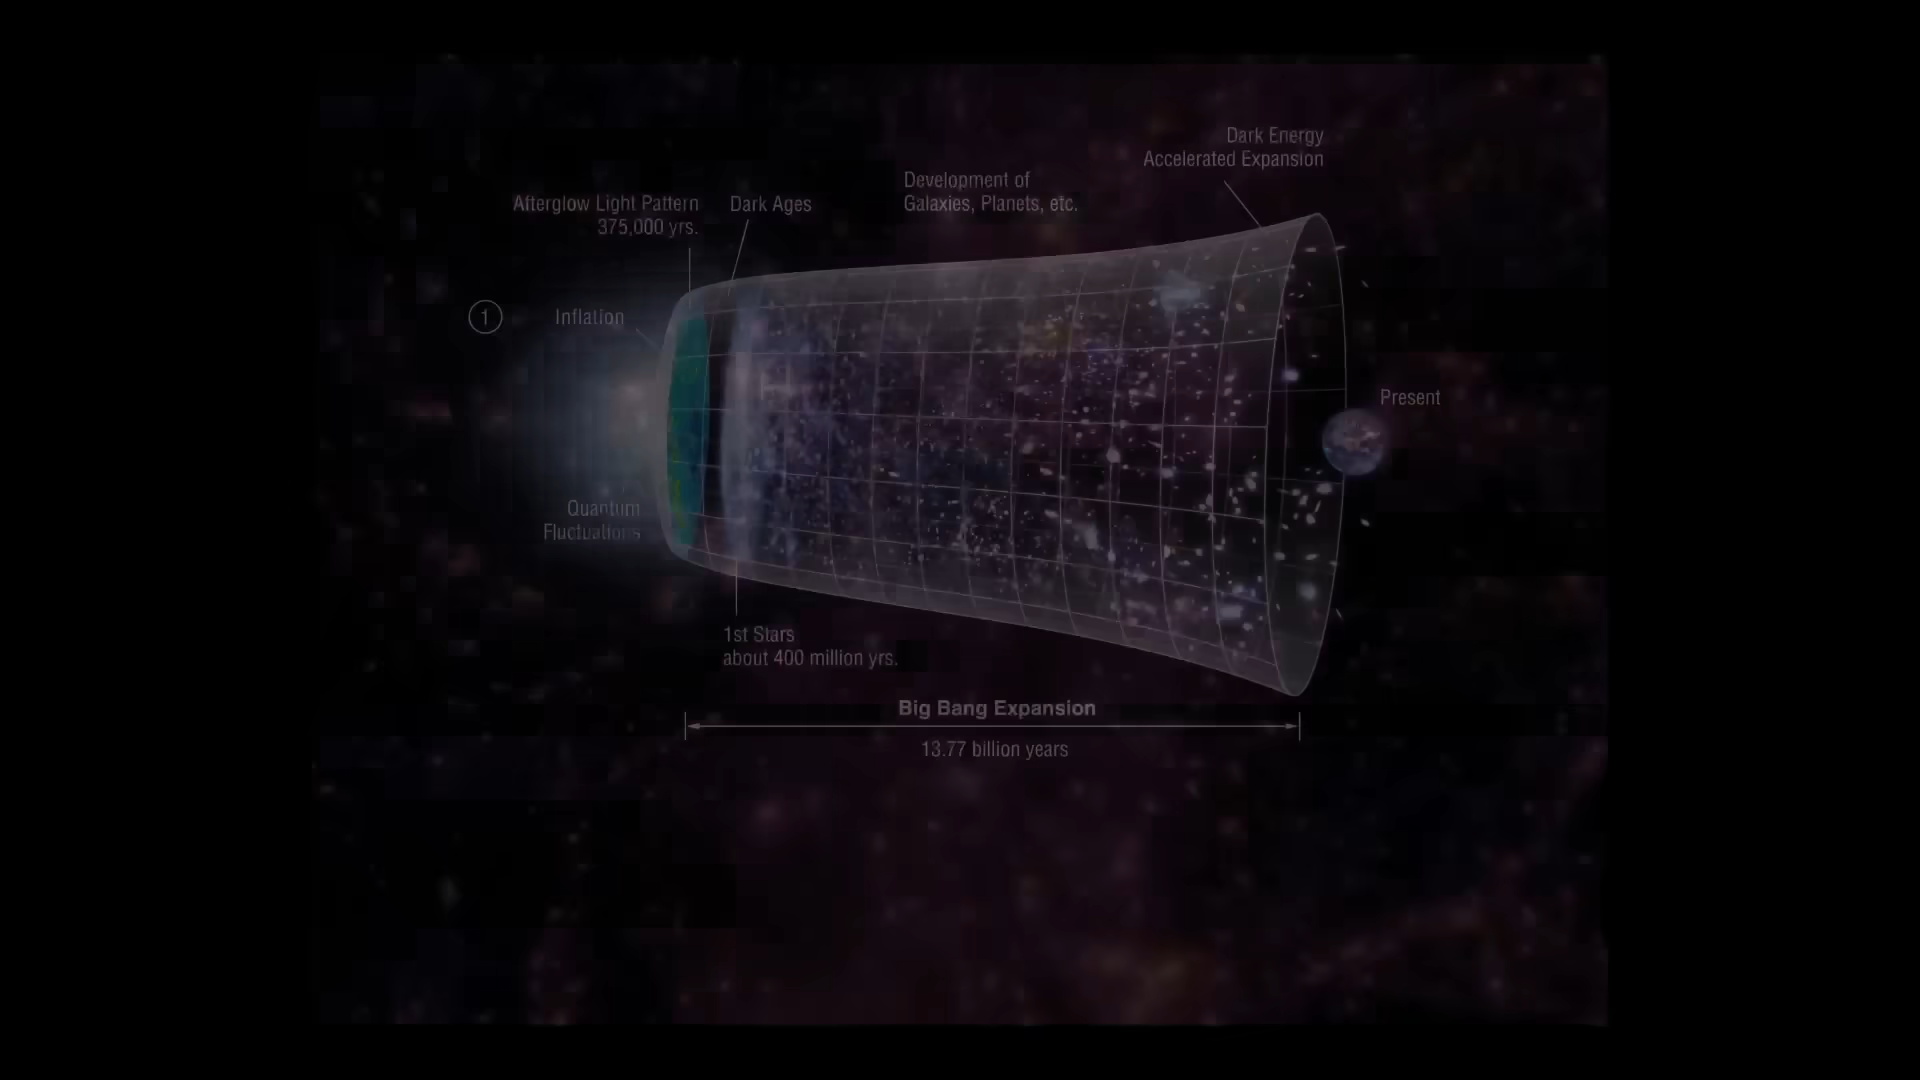 Dark Energy
Accelerated Expansion
Development of
Galaxies, Planets, etc.
Afterglow Light Pattern
375,000 yrs.
Dark Ages
1
Inflation
Present
Quantum
Fluctuations
1st Stars
about 400 million yrs.
Big Bang Expansion
13.77 billion years